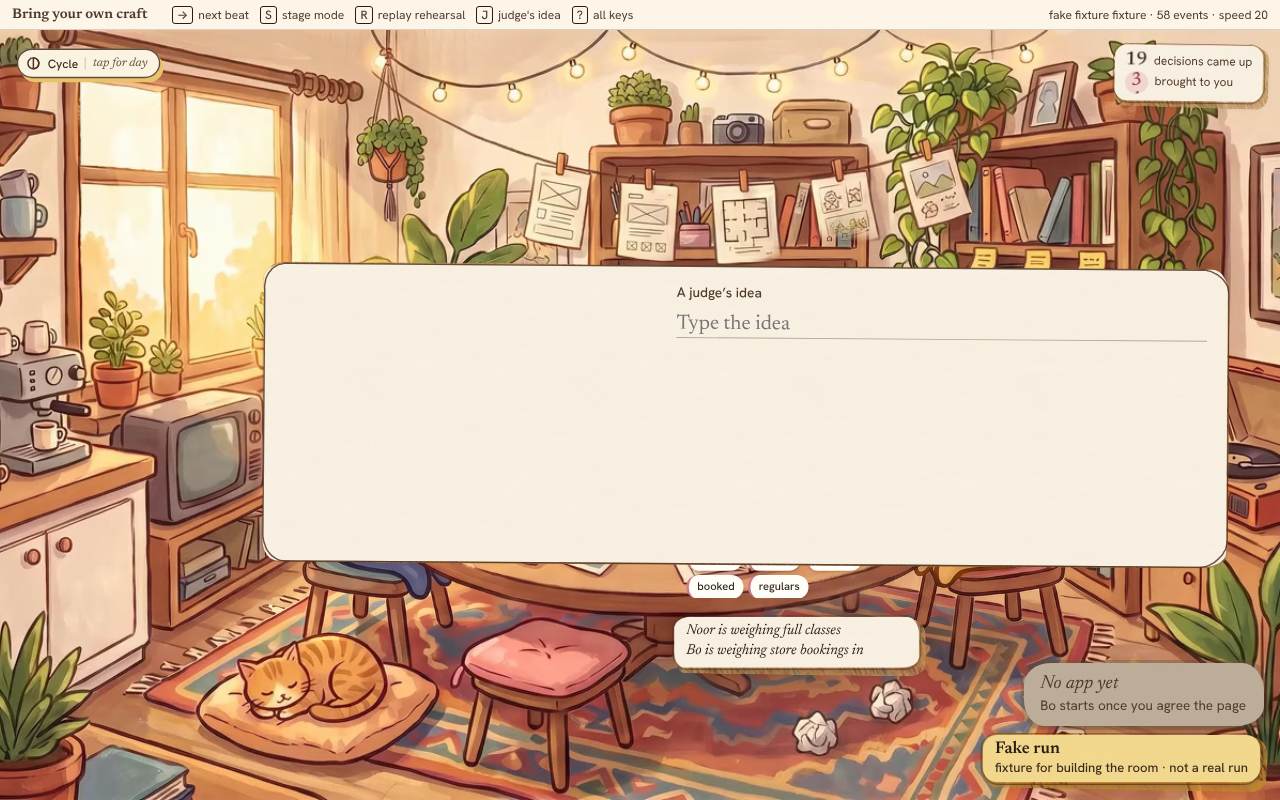 Bring your own craft
→ next beat
S stage mode
R replay rehearsal
J judge's idea
? all keys
fake fixture fixture · 58 events · speed 20
Cycle
tap for day
19 decisions came up
3 brought to you
A judge’s idea
Type the idea
booked
regulars
Noor is weighing full classes
Bo is weighing store bookings in
No app yet
Bo starts once you agree the page
Fake run
fixture for building the room · not a real run